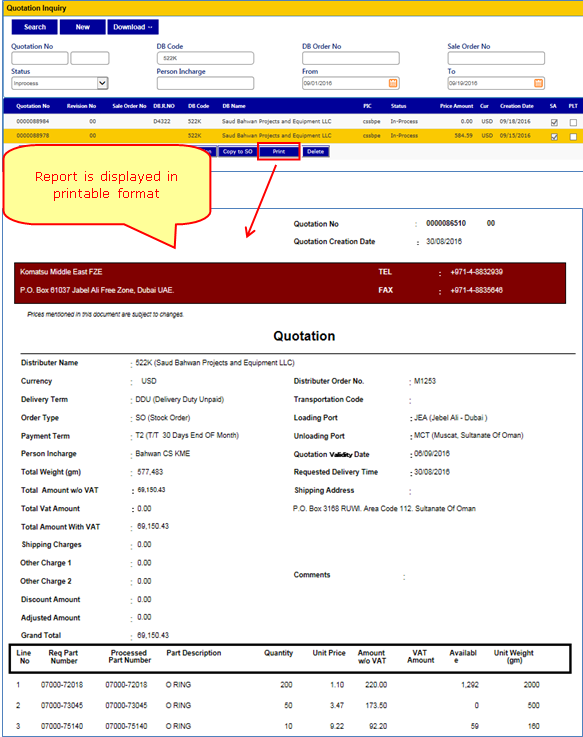 Quotation Inquiry
Search New Download
Quotation No DB Code DB Order No Sale Order No
522K
Status Person Incharge From To
Inprocess 09/01/2016 09/19/2016
Quotation No Revision No Sale Order No DB.R.NO DB Code DB Name PIC Status Price Amount Cur Creation Date SA PLT
0000088984 00 D4322 522K Saud Bahwan Projects and Equipment LLC cssbpe In-Process 0.00 USD 09/18/2016
0000088978 00 522K Saud Bahwan Projects and Equipment LLC cssbpe In-Process 584.59 USD 09/13/2016
Copy to SO Print Delete
Report is displayed in
printable format
Quotation No : 0000086510 00
Quotation Creation Date : 30/08/2016
Komatsu Middle East FZE TEL : +971-4-8832939
P.O. Box 61037 Jabel Ali Free Zone, Dubai UAE. FAX : +971-4-8835646
Prices mentioned in this document are subject to changes.
Quotation
Distributer Name : 522K (Saud Bahwan Projects and Equipment LLC)
Currency : USD Distributer Order No. : M1253
Delivery Term : DDU (Delivery Duty Unpaid) Transportation Code :
Order Type : SO (Stock Order) Loading Port : JEA (Jebel Ali - Dubai )
Payment Term : T2 (T/T 30 Days End OF Month) Unloading Port : MCT (Muscat, Sultanate Of Oman)
Person Incharge : Bahwan CS KME Quotation Validity Date : 06/09/2016
Total Weight (gm) : 577,483 Requested Delivery Time : 30/08/2016
Total Amount w/o VAT : 69,150.43 Shipping Address :
Total Vat Amount : 0.00 P.O. Box 3168 RUWI. Area Code 112. Sultanate Of Oman
Total Amount With VAT : 69,150.43
Shipping Charges : 0.00
Other Charge 1 : 0.00
Other Charge 2 : 0.00 Comments :
Discount Amount : 0.00
Adjusted Amount : 0.00
Grand Total : 69,150.43
Line Req Part Processed Part Description Quantity Unit Price Amount VAT Availabl Unit Weight
No Number Part Number w/o VAT Amount e (gm)
1 07000-72018 07000-72018 O RING 200 1.10 220.00 1,292 2000
2 07000-73045 07000-73045 O RING 50 3.47 173.50 0 500
3 07000-75140 07000-75140 O RING 10 9.22 92.20 59 160